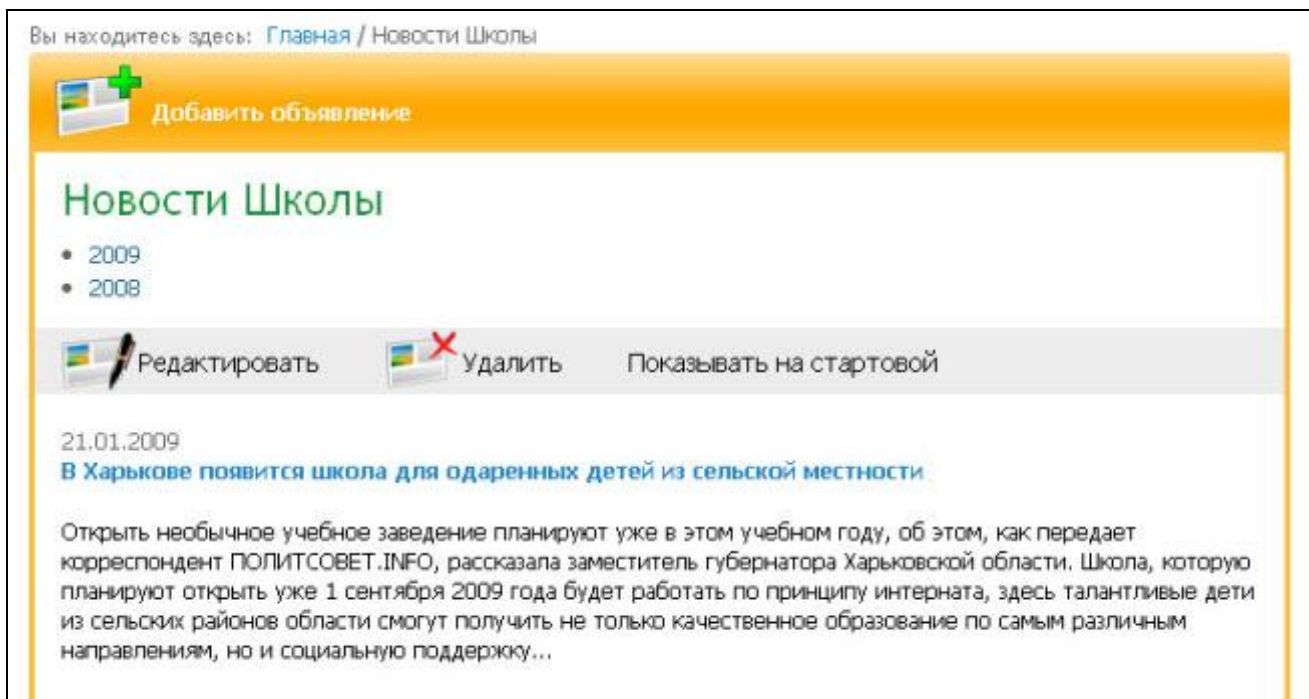 Вы находитесь здесь: Главная / Новости Школы
Добавить объявление
Новости Школы
• 2009
• 2008
Редактировать Удалить Показывать на стартовой
21.01.2009
В Харькове появится школа для одаренных детей из сельской местности
Открыть необычное учебное заведение планируют уже в этом учебном году, об этом, как передает
корреспондент ПОЛИТСОВЕТ.INFO, рассказала заместитель губернатора Харьковской области. Школа, которую
планируют открыть уже 1 сентября 2009 года будет работать по принципу интерната, здесь талантливые дети
из сельских районов области смогут получить не только качественное образование по самым различным
направлениям, но и социальную поддержку...